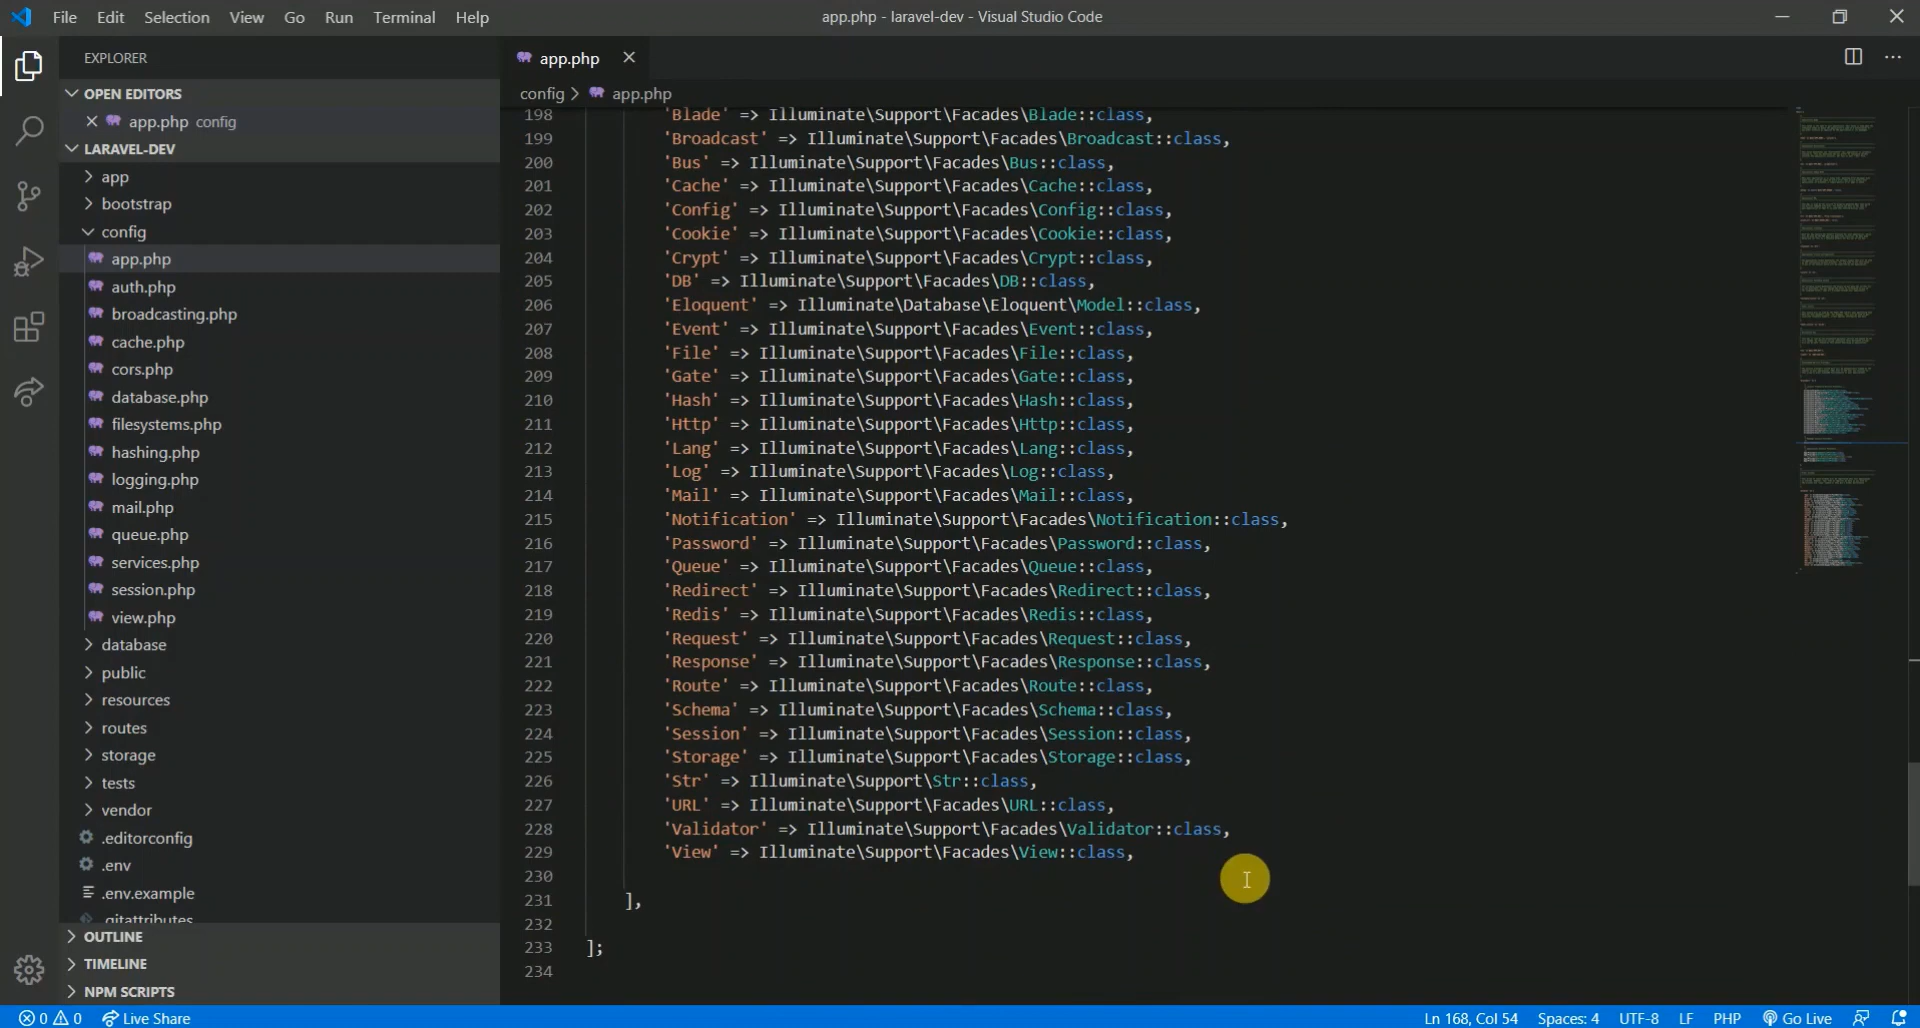 File Edit Selection View Go Run Terminal Help
app.php - laravel-dev - Visual Studio Code
EXPLORER
OPEN EDITORS
app.php config
LARAVEL-DEV
app
bootstrap
config
app.php
auth.php
broadcasting.php
cache.php
cors.php
database.php
filesystems.php
hashing.php
logging.php
mail.php
queue.php
services.php
session.php
view.php
database
public
resources
routes
storage
tests
vendor
.editorconfig
.env
.env.example
.gitattributes
OUTLINE
TIMELINE
NPM SCRIPTS
app.php
config > app.php
198 'Blade' => Illuminate\Support\Facades\Blade::class,
199 'Broadcast' => Illuminate\Support\Facades\Broadcast::class,
200 'Bus' => Illuminate\Support\Facades\Bus::class,
201 'Cache' => Illuminate\Support\Facades\Cache::class,
202 'Config' => Illuminate\Support\Facades\Config::class,
203 'Cookie' => Illuminate\Support\Facades\Cookie::class,
204 'Crypt' => Illuminate\Support\Facades\Crypt::class,
205 'DB' => Illuminate\Support\Facades\DB::class,
206 'Eloquent' => Illuminate\Database\Eloquent\Model::class,
207 'Event' => Illuminate\Support\Facades\Event::class,
208 'File' => Illuminate\Support\Facades\File::class,
209 'Gate' => Illuminate\Support\Facades\Gate::class,
210 'Hash' => Illuminate\Support\Facades\Hash::class,
211 'Http' => Illuminate\Support\Facades\Http::class,
212 'Lang' => Illuminate\Support\Facades\Lang::class,
213 'Log' => Illuminate\Support\Facades\Log::class,
214 'Mail' => Illuminate\Support\Facades\Mail::class,
215 'Notification' => Illuminate\Support\Facades\Notification::class,
216 'Password' => Illuminate\Support\Facades\Password::class,
217 'Queue' => Illuminate\Support\Facades\Queue::class,
218 'Redirect' => Illuminate\Support\Facades\Redirect::class,
219 'Redis' => Illuminate\Support\Facades\Redis::class,
220 'Request' => Illuminate\Support\Facades\Request::class,
221 'Response' => Illuminate\Support\Facades\Response::class,
222 'Route' => Illuminate\Support\Facades\Route::class,
223 'Schema' => Illuminate\Support\Facades\Schema::class,
224 'Session' => Illuminate\Support\Facades\Session::class,
225 'Storage' => Illuminate\Support\Facades\Storage::class,
226 'Str' => Illuminate\Support\Str::class,
227 'URL' => Illuminate\Support\Facades\URL::class,
228 'Validator' => Illuminate\Support\Facades\Validator::class,
229 'View' => Illuminate\Support\Facades\View::class,
230
231 ],
232
233 ];
234
0 0 Live Share
Ln 168, Col 54 Spaces: 4 UTF-8 LF PHP Go Live